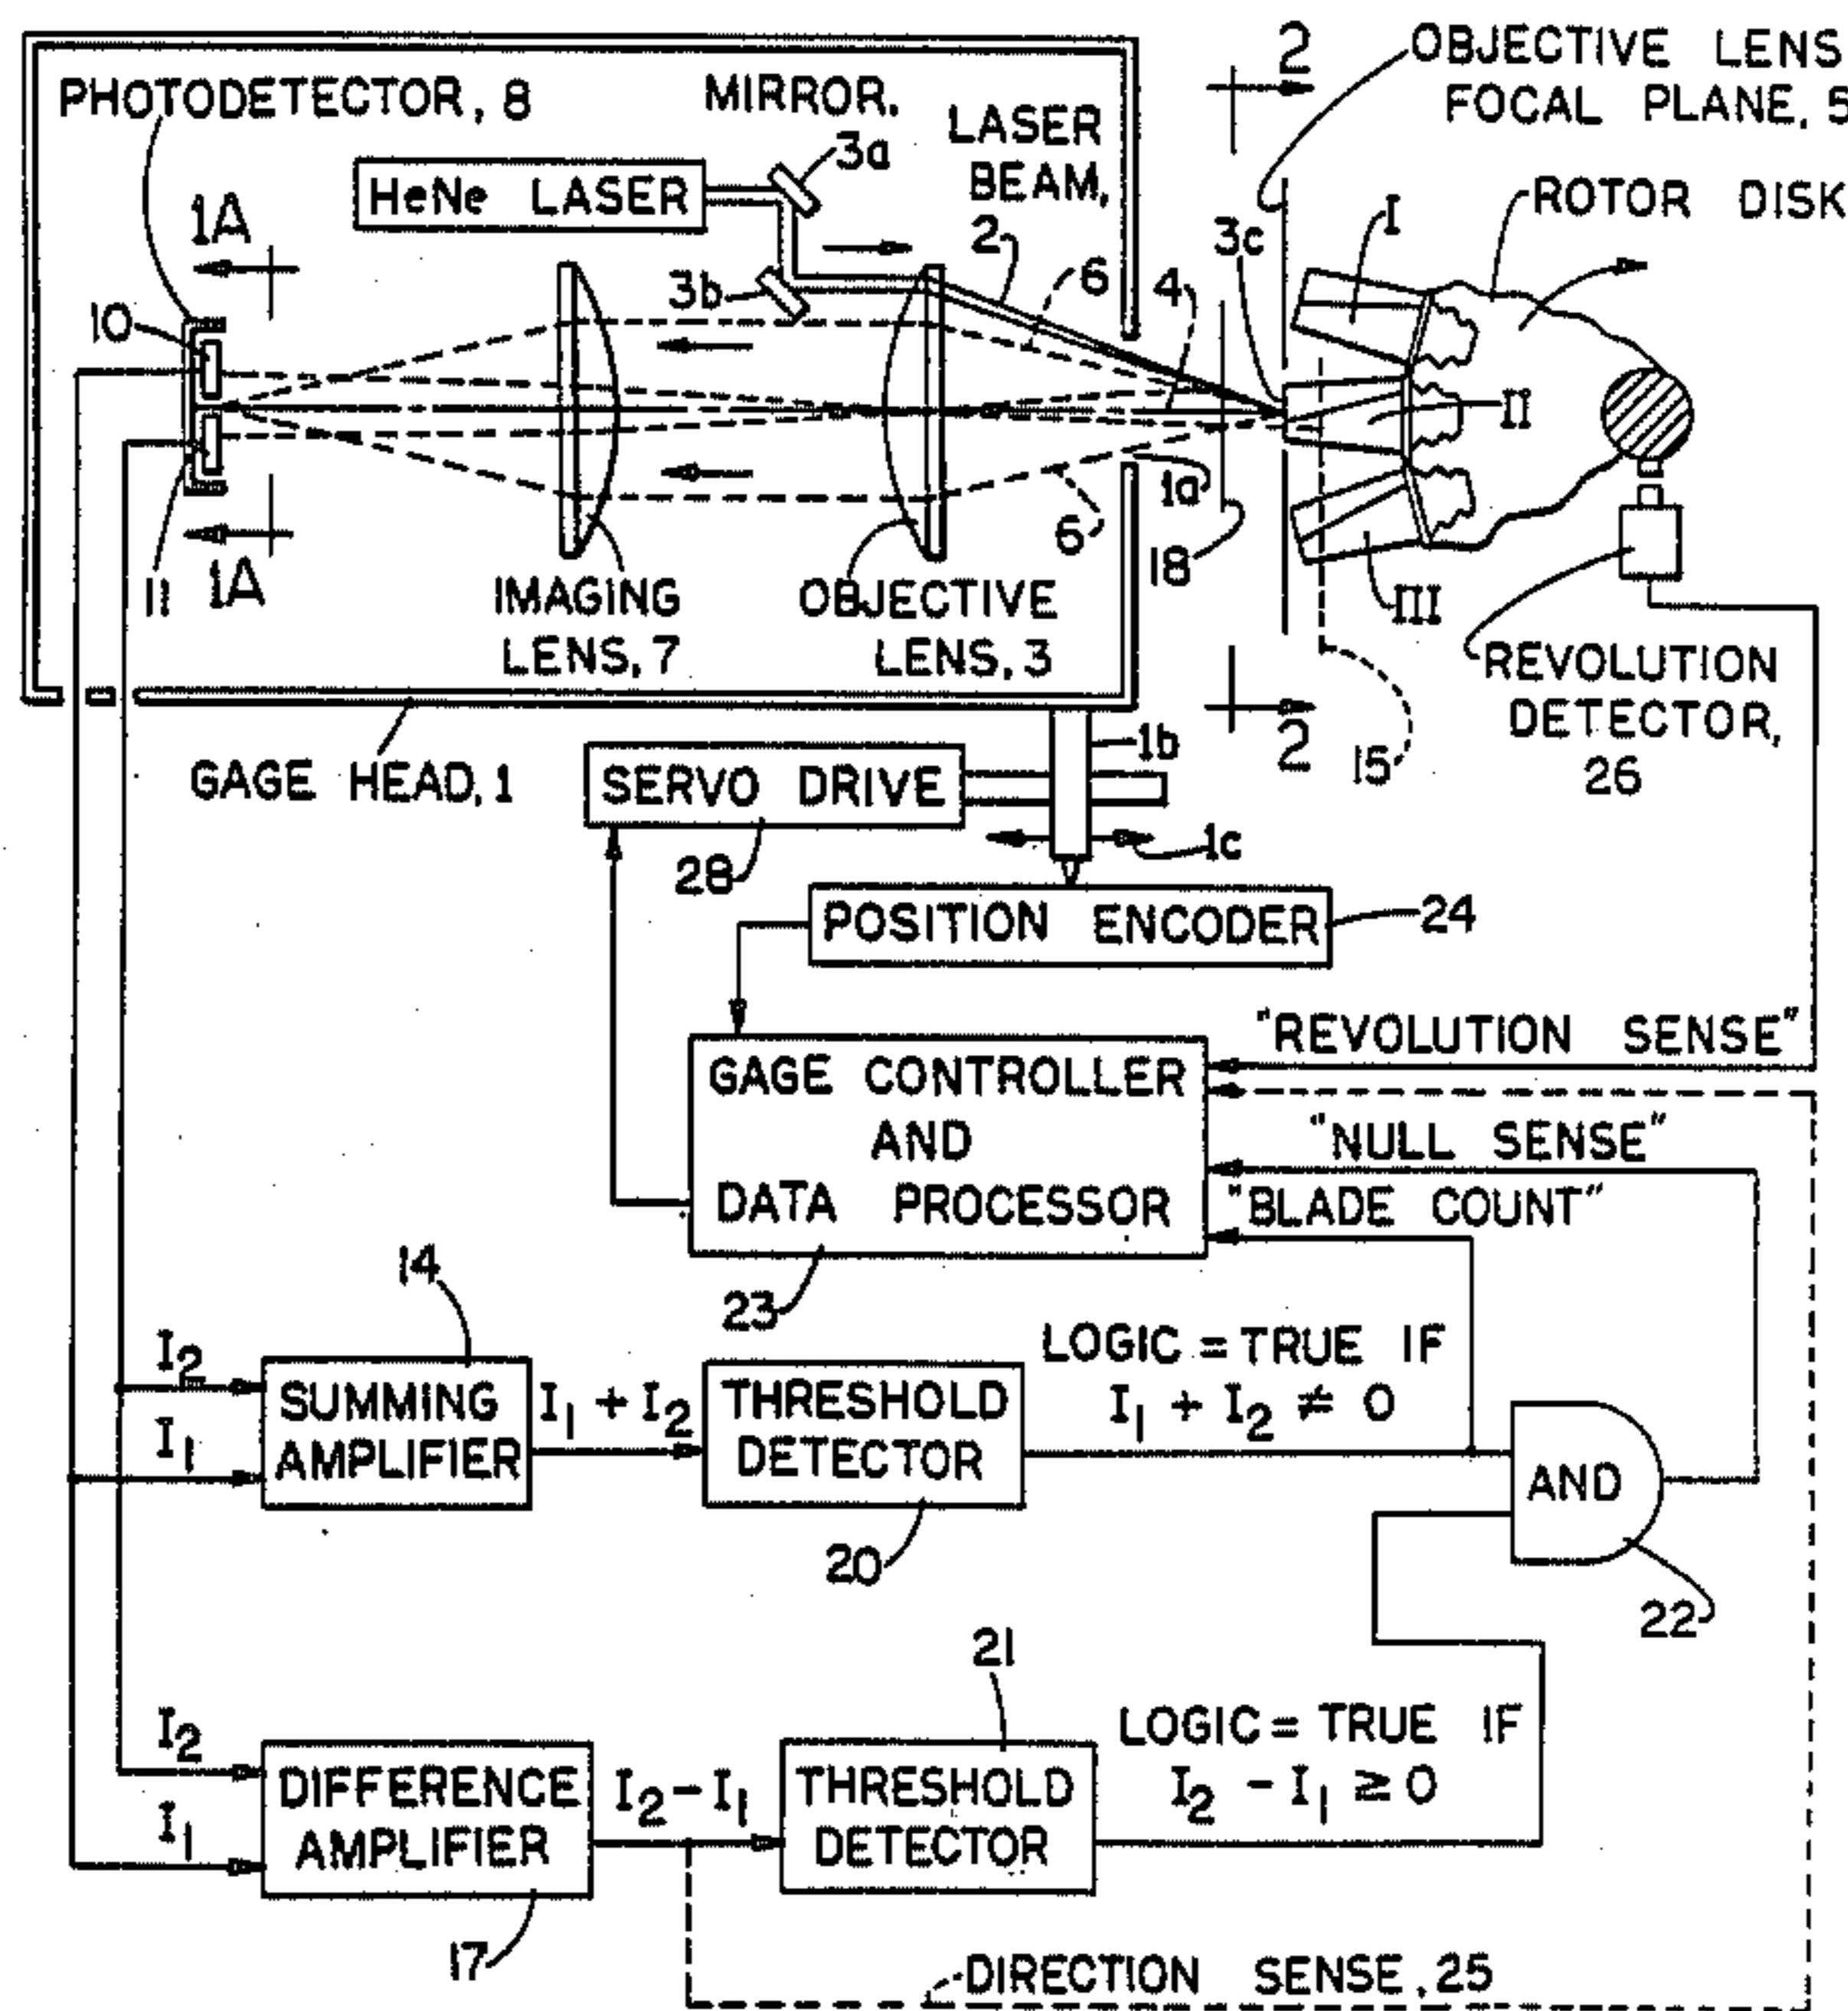 OBJECTIVE LENS
FOCAL PLANE, 5
2
PHOTODETECTOR, 8
MIRROR,
3a
LASER
BEAM,
2
HeNe LASER
ROTOR DISK
I
1A
3b
6
4
3c
10
II
1a
6
18
11
1A
IMAGING
LENS, 7
OBJECTIVE
LENS, 3
III
REVOLUTION
DETECTOR,
26
GAGE HEAD, 1
SERVO DRIVE
1b
2
15
28
1c
POSITION ENCODER
24
"REVOLUTION SENSE"
GAGE CONTROLLER
AND
DATA PROCESSOR
"NULL SENSE"
"BLADE COUNT"
14
23
LOGIC = TRUE IF
I1 + I2 ≠ 0
I2
I1
SUMMING
AMPLIFIER
I1 + I2
THRESHOLD
DETECTOR
AND
20
22
21
I2
I1
DIFFERENCE
AMPLIFIER
I2 – I1
THRESHOLD
DETECTOR
LOGIC = TRUE IF
I2 - I1 ≥ 0
17
DIRECTION SENSE, 25